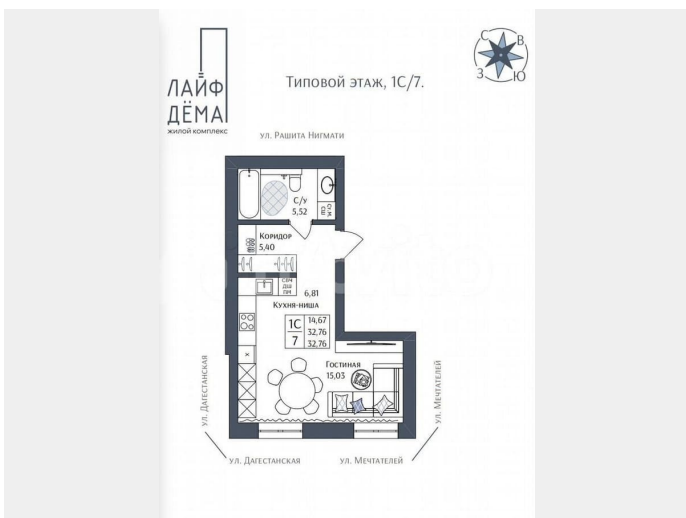 ЛАЙФ
ДЁМА
ЖИЛОЙ КОМПЛЕКС
Типовой этаж, 1С/7.
С
В
З
Ю
ул. Рашита Нигмати
С/у
5,52
Коридор
5,40
6,81
Кухня-ниша
1С
7
14,67
32,76
32,76
Гостиная
15,03
ул. Дагестанская
ул. Мечтателей
ул. Дагестанская
ул. Мечтателей